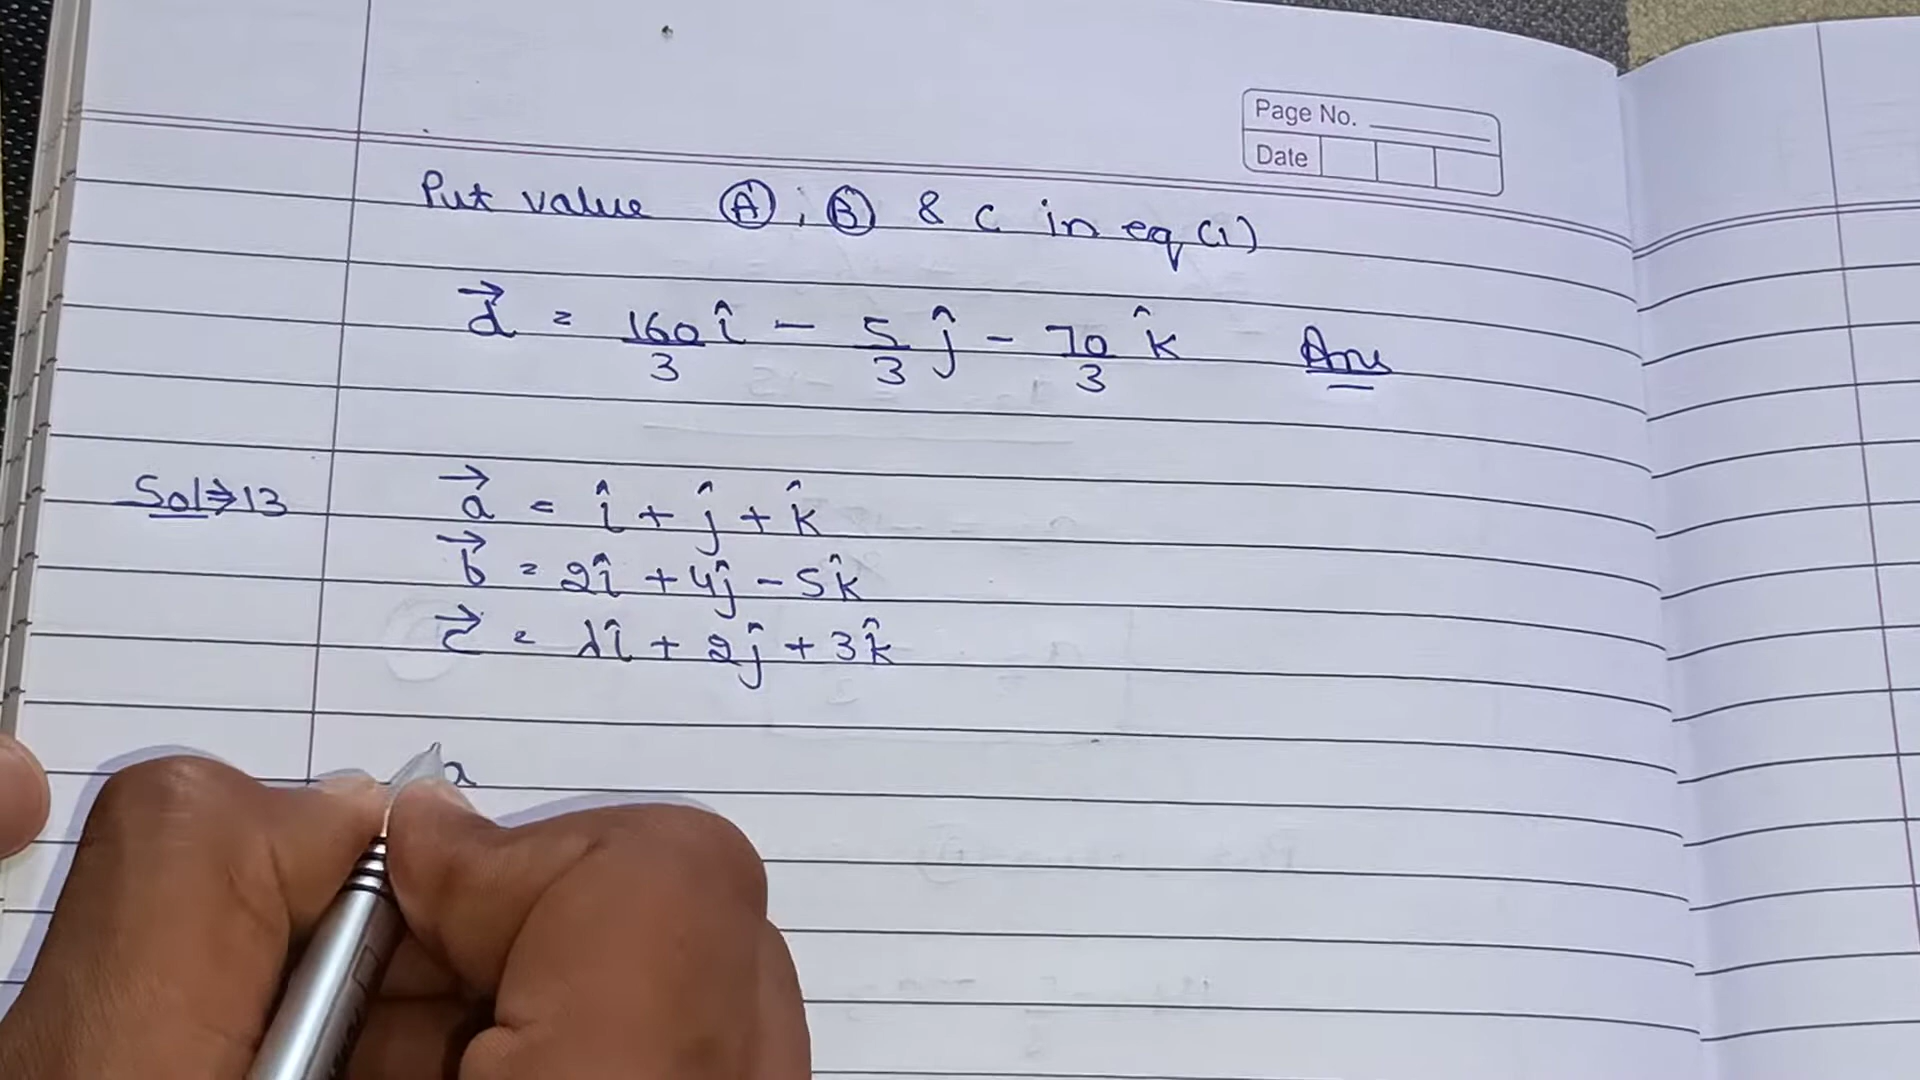 Page No.
Date
Put value Ⓐ, Ⓑ & C in eq (1)
d⃗ = 160/3 î - 5/3 ĵ - 70/3 k̂ Ans
Sol⇒13
a⃗ = î + ĵ + k̂
b⃗ = 2î + 4ĵ - 5k̂
c⃗ = λî + 2ĵ + 3k̂
a